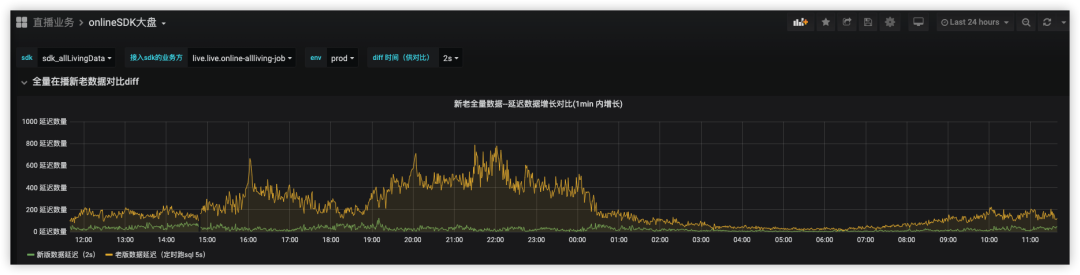 直播业务 > onlineSDK大盘
Last 24 hours
sdk sdk_allLivingData 接入sdk的业务方 live.live.online-allliving-job env prod diff 时间（供对比） 2s
全量在播新老数据对比diff
新老全量数据--延迟数据增长对比(1min 内增长)
1000 延迟数量
800 延迟数量
600 延迟数量
400 延迟数量
200 延迟数量
0 延迟数量
12:00 13:00 14:00 15:00 16:00 17:00 18:00 19:00 20:00 21:00 22:00 23:00 00:00 01:00 02:00 03:00 04:00 05:00 06:00 07:00 08:00 09:00 10:00 11:00
新版数据延迟（2s） 老版数据延迟（定时跑sql 5s）